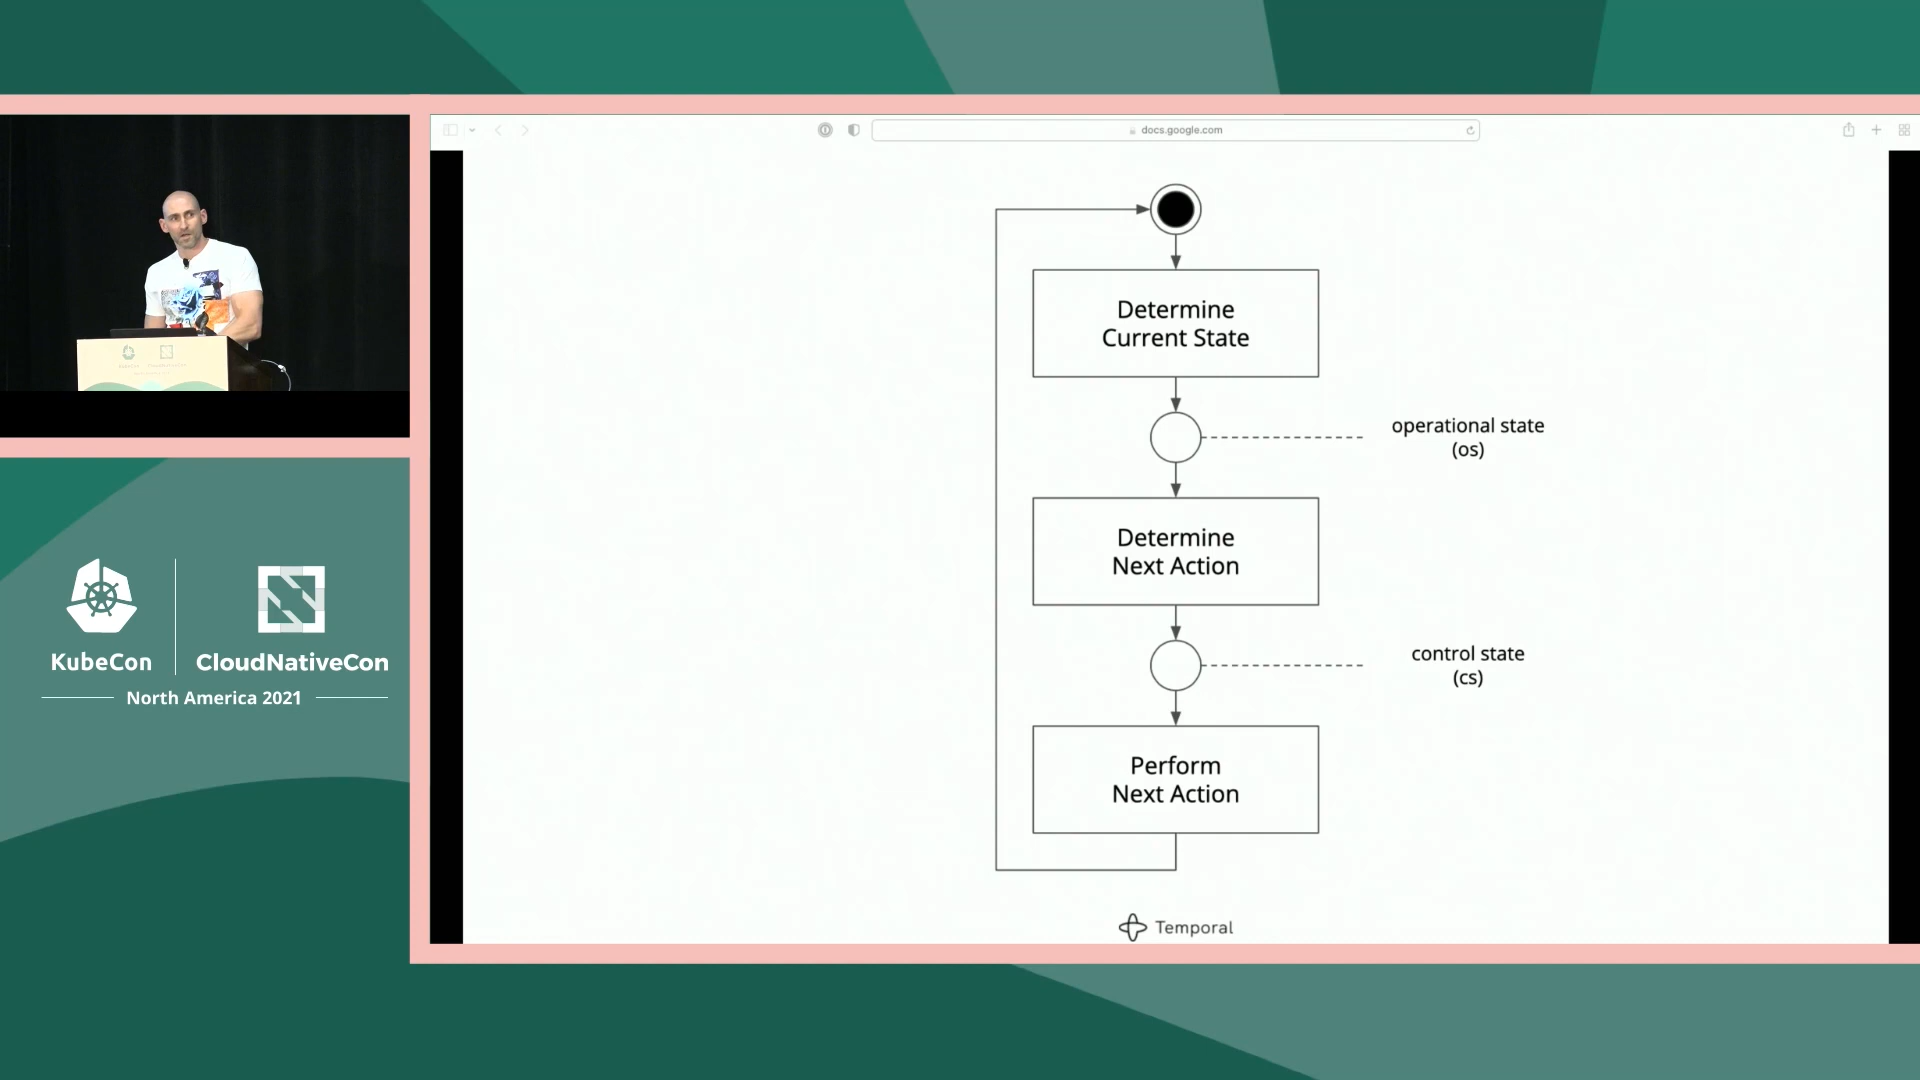 docs.google.com
Determine
Current State
operational state
(os)
Determine
Next Action
control state
(cs)
Perform
Next Action
Temporal
KubeCon
CloudNativeCon
North America 2021